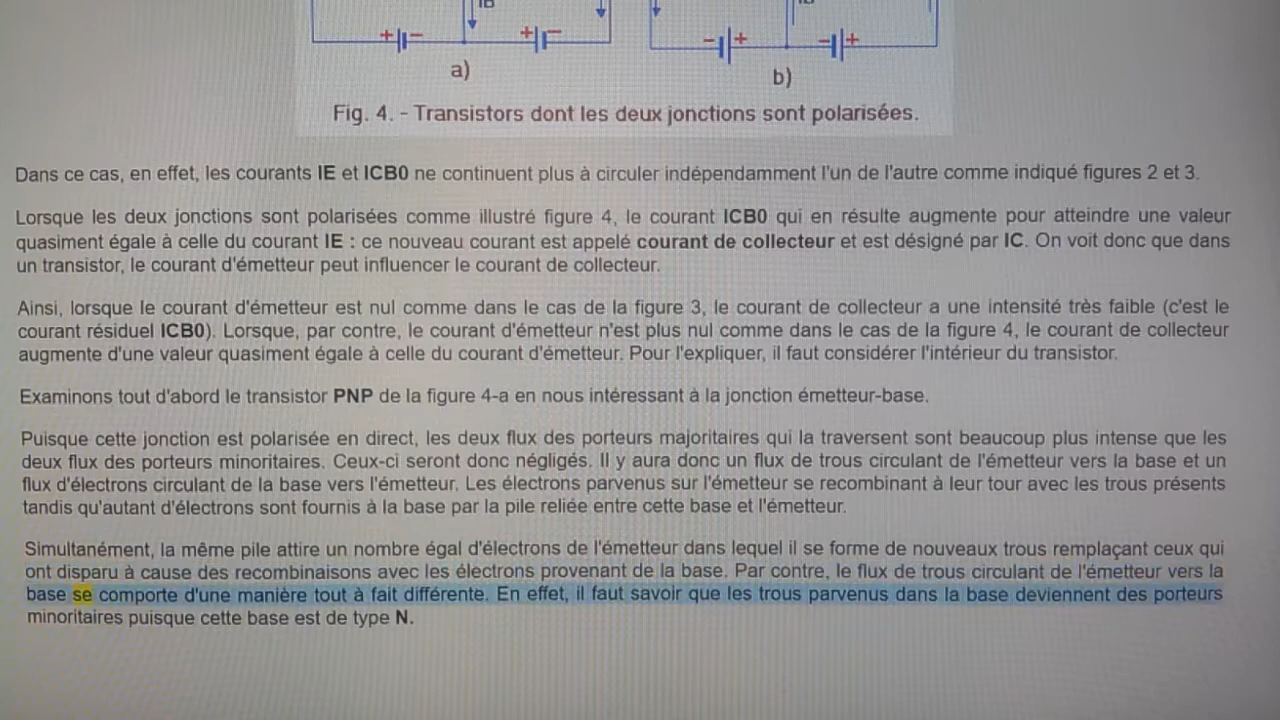 + - + - - + - +
a) b)
Fig. 4. - Transistors dont les deux jonctions sont polarisées.
Dans ce cas, en effet, les courants IE et ICB0 ne continuent plus à circuler indépendamment l'un de l'autre comme indiqué figures 2 et 3.
Lorsque les deux jonctions sont polarisées comme illustré figure 4, le courant ICB0 qui en résulte augmente pour atteindre une valeur
quasiment égale à celle du courant IE : ce nouveau courant est appelé courant de collecteur et est désigné par IC. On voit donc que dans
un transistor, le courant d'émetteur peut influencer le courant de collecteur.
Ainsi, lorsque le courant d'émetteur est nul comme dans le cas de la figure 3, le courant de collecteur a une intensité très faible (c'est le
courant résiduel ICB0). Lorsque, par contre, le courant d'émetteur n'est plus nul comme dans le cas de la figure 4, le courant de collecteur
augmente d'une valeur quasiment égale à celle du courant d'émetteur. Pour l'expliquer, il faut considérer l'intérieur du transistor.
Examinons tout d'abord le transistor PNP de la figure 4-a en nous intéressant à la jonction émetteur-base.
Puisque cette jonction est polarisée en direct, les deux flux des porteurs majoritaires qui la traversent sont beaucoup plus intense que les
deux flux des porteurs minoritaires. Ceux-ci seront donc négligés. Il y aura donc un flux de trous circulant de l'émetteur vers la base et un
flux d'électrons circulant de la base vers l'émetteur. Les électrons parvenus sur l'émetteur se recombinant à leur tour avec les trous présents
tandis qu'autant d'électrons sont fournis à la base par la pile reliée entre cette base et l'émetteur.
Simultanément, la même pile attire un nombre égal d'électrons de l'émetteur dans lequel il se forme de nouveaux trous remplaçant ceux qui
ont disparu à cause des recombinaisons avec les électrons provenant de la base. Par contre, le flux de trous circulant de l'émetteur vers la
base se comporte d'une manière tout à fait différente. En effet, il faut savoir que les trous parvenus dans la base deviennent des porteurs
minoritaires puisque cette base est de type N.